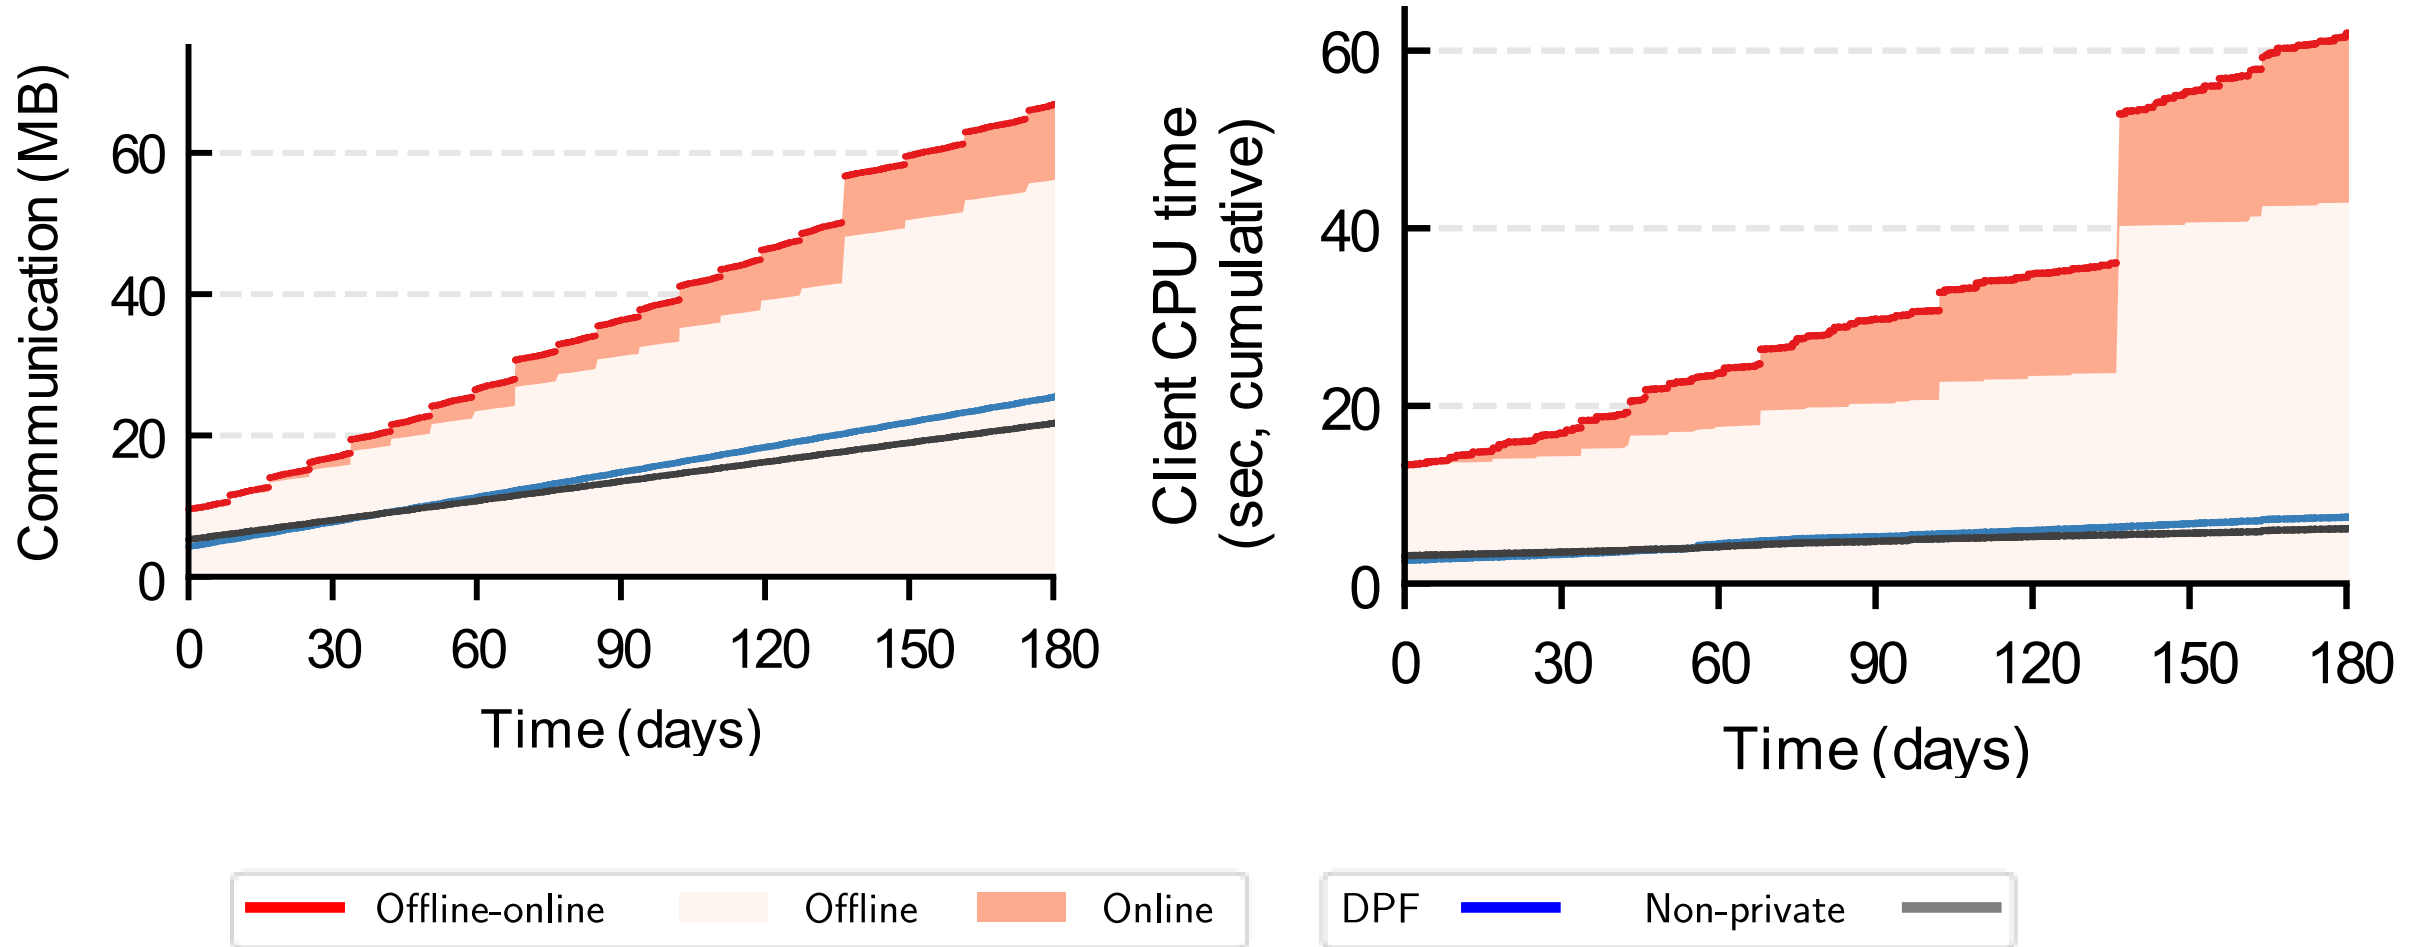 Communication (MB)
60
40
20
0
0 30 60 90 120 150 180
Time (days)
Client CPU time
(sec, cumulative)
60
40
20
0
0 30 60 90 120 150 180
Time (days)
Offline-online Offline Online
DPF Non-private